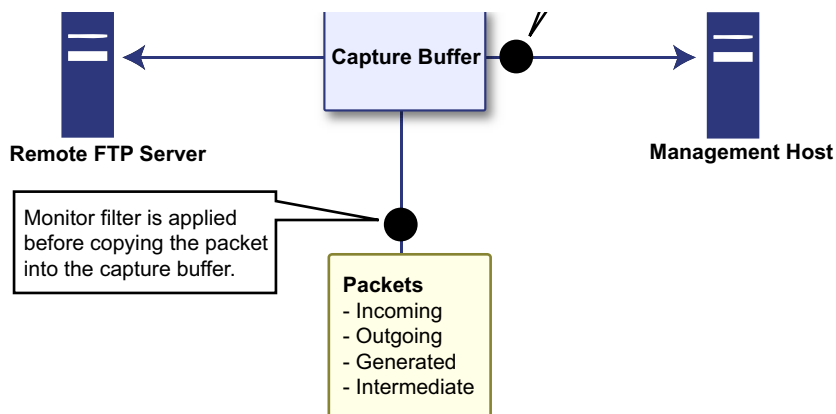 Capture Buffer
Remote FTP Server
Management Host
Monitor filter is applied
before copying the packet
into the capture buffer.
Packets
- Incoming
- Outgoing
- Generated
- Intermediate